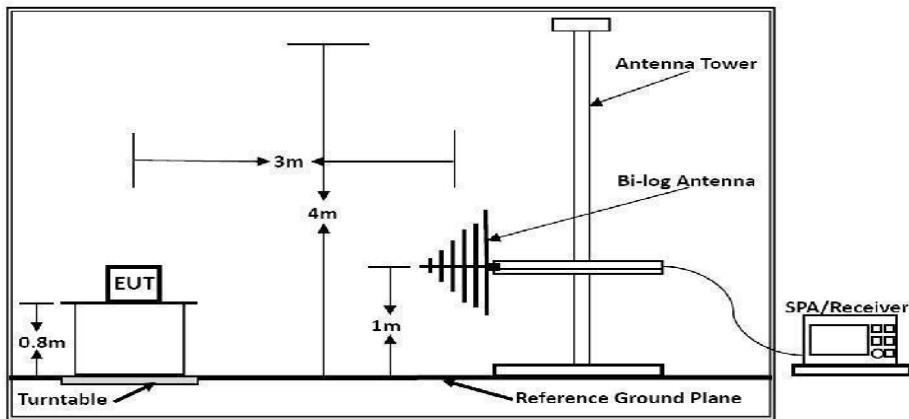 Antenna Tower
3m
Bi-log Antenna
4m
EUT
SPA/Receiver
1m
0.8m
Turntable
Reference Ground Plane